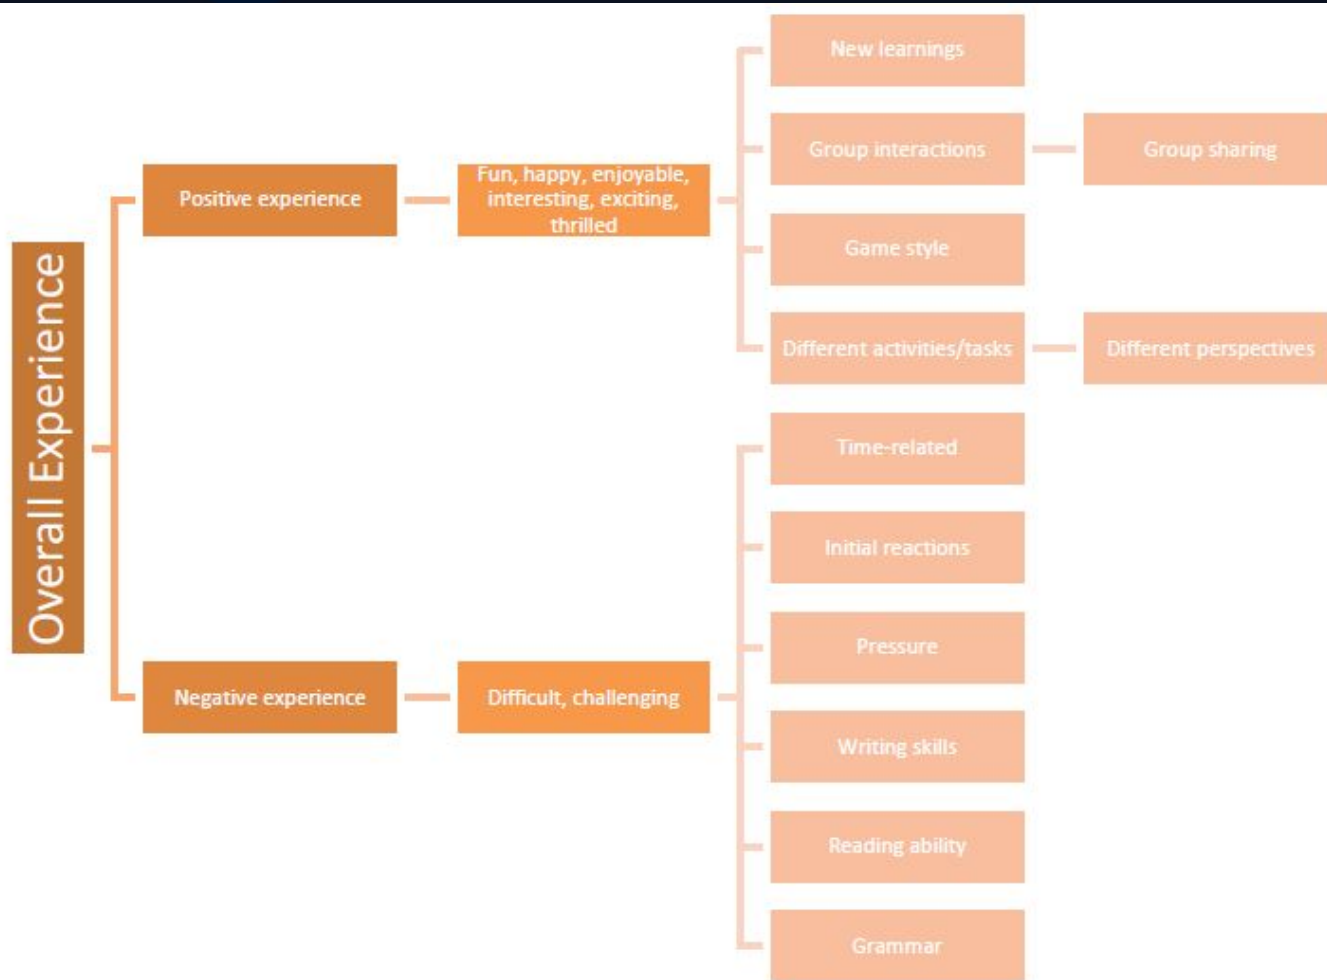 Overall Experience
Positive experience
Fun, happy, enjoyable,
interesting, exciting,
thrilled
New learnings
Group interactions
Group sharing
Game style
Different activities/tasks
Different perspectives
Negative experience
Difficult, challenging
Time-related
Initial reactions
Pressure
Writing skills
Reading ability
Grammar